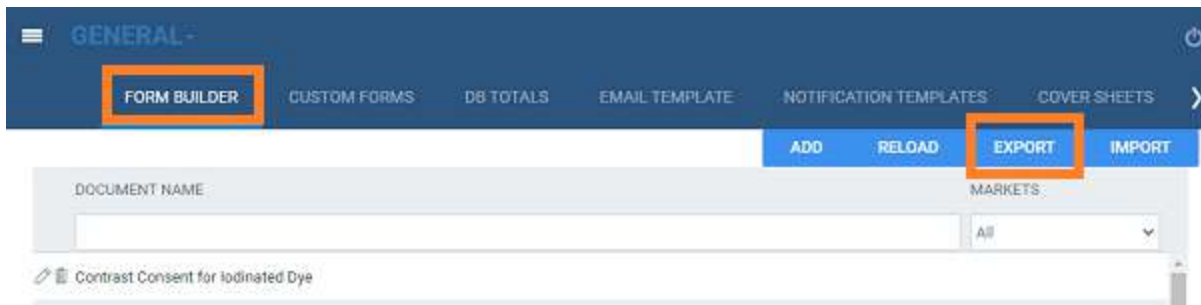 GENERAL-
FORM BUILDER CUSTOM FORMS DB TOTALS EMAIL TEMPLATE NOTIFICATION TEMPLATES COVER SHEETS
ADD RELOAD EXPORT IMPORT
DOCUMENT NAME MARKETS
All
Contrast Consent for Iodinated Dye